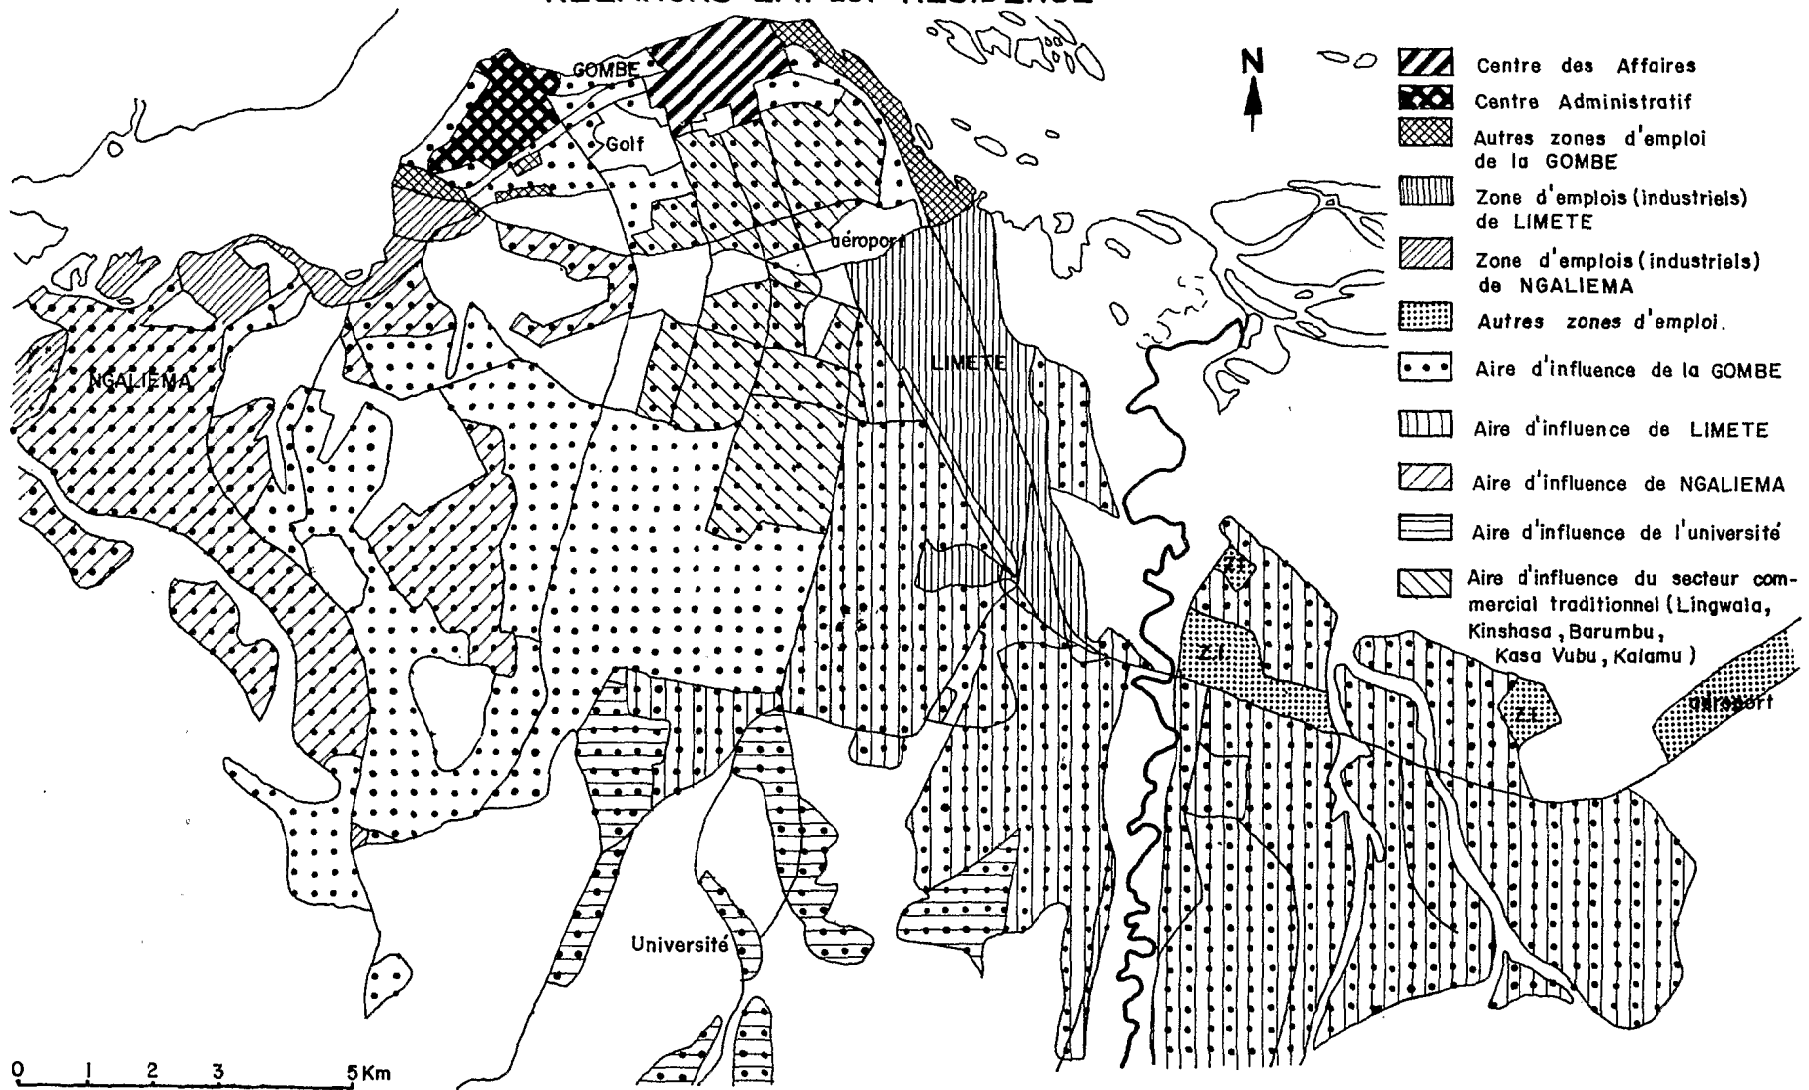 GOMBE
Golf
aéroport
NGALIEMA
LIMETE
Université
Z.I.
Z.I.
Z.I.
aéroport
N
Centre des Affaires
Centre Administratif
Autres zones d'emploi
de la GOMBE
Zone d'emplois (industriels)
de LIMETE
Zone d'emplois (industriels)
de NGALIEMA
Autres zones d'emploi.
Aire d'influence de la GOMBE
Aire d'influence de LIMETE
Aire d'influence de NGALIEMA
Aire d'influence de l'université
Aire d'influence du secteur com-
mercial traditionnel (Lingwala,
Kinshasa, Barumbu,
Kasa Vubu, Kalamu)
0 1 2 3 5 Km